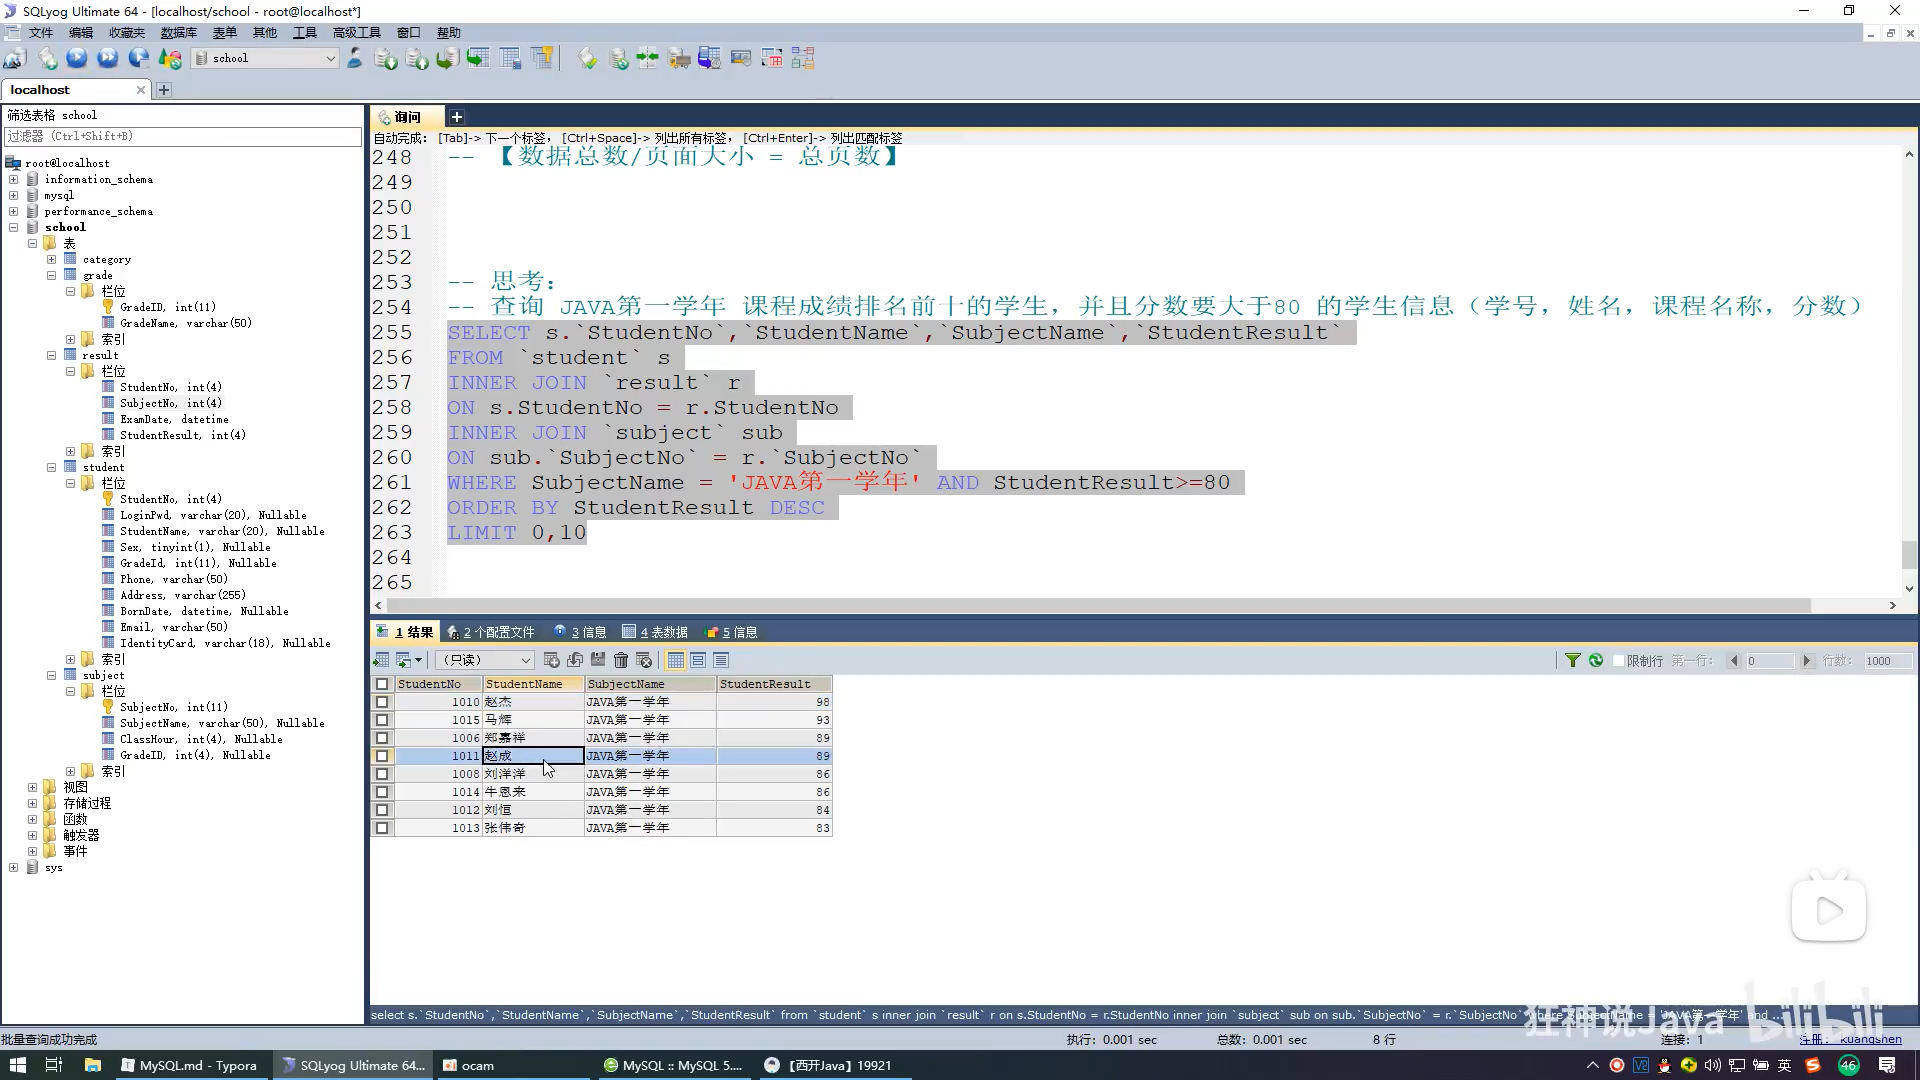 SQLyog Ultimate 64 - [localhost/school - root@localhost*]
文件 编辑 收藏夹 数据库 表单 其他 工具 高级工具 窗口 帮助
school
localhost
筛选表格 school
过滤器 (Ctrl+Shift+B)
root@localhost
information_schema
mysql
performance_schema
school
表
category
grade
栏位
GradeID, int(11)
GradeName, varchar(50)
索引
result
栏位
StudentNo, int(4)
SubjectNo, int(4)
ExamDate, datetime
StudentResult, int(4)
索引
student
栏位
StudentNo, int(4)
LoginPwd, varchar(20), Nullable
StudentName, varchar(20), Nullable
Sex, tinyint(1), Nullable
GradeId, int(11), Nullable
Phone, varchar(50)
Address, varchar(255)
BornDate, datetime, Nullable
Email, varchar(50)
IdentityCard, varchar(18), Nullable
索引
subject
栏位
SubjectNo, int(11)
SubjectName, varchar(50), Nullable
ClassHour, int(4), Nullable
GradeID, int(4), Nullable
索引
视图
存储过程
函数
触发器
事件
sys
询问
自动完成: [Tab]-> 下一个标签, [Ctrl+Space]-> 列出所有标签, [Ctrl+Enter]-> 列出匹配标签
248 -- 【数据总数/页面大小 = 总页数】
249
250
251
252
253 -- 思考:
254 -- 查询 JAVA第一学年 课程成绩排名前十的学生, 并且分数要大于80 的学生信息（学号, 姓名, 课程名称, 分数）
255 SELECT s.`StudentNo`,`StudentName`,`SubjectName`,`StudentResult`
256 FROM `student` s
257 INNER JOIN `result` r
258 ON s.StudentNo = r.StudentNo
259 INNER JOIN `subject` sub
260 ON sub.`SubjectNo` = r.`SubjectNo`
261 WHERE SubjectName = 'JAVA第一学年' AND StudentResult>=80
262 ORDER BY StudentResult DESC
263 LIMIT 0,10
264
265
1 结果 2 个配置文件 3 信息 4 表数据 5 信息
(只读) 限制行 第一行: 0 行数: 1000
StudentNo StudentName SubjectName StudentResult
1010 赵杰 JAVA第一学年 98
1015 马辉 JAVA第一学年 93
1006 郑嘉祥 JAVA第一学年 89
1011 赵成 JAVA第一学年 89
1008 刘洋洋 JAVA第一学年 86
1014 牛恩来 JAVA第一学年 86
1012 刘恒 JAVA第一学年 84
1013 张伟奇 JAVA第一学年 83
select s.`StudentNo`,`StudentName`,`SubjectName`,`StudentResult` from `student` s inner join `result` r on s.StudentNo = r.StudentNo inner join `subject` sub on sub.`SubjectNo` = r.`SubjectNo` where SubjectName = 'JAVA第一学年' and ...
狂神说Java bilibili
批量查询成功完成 执行: 0.001 sec 总数: 0.001 sec 8 行 连接: 1 注册: kuangshen
MySQL.md - Typora SQLyog Ultimate 64... ocam MySQL :: MySQL 5.... 【西开Java】19921 英 46